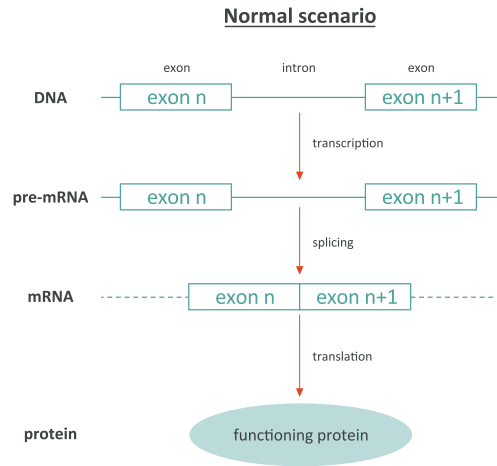 Normal scenario
exon intron exon
DNA exon n exon n+1
transcription
pre-mRNA exon n exon n+1
splicing
mRNA exon n exon n+1
translation
protein functioning protein